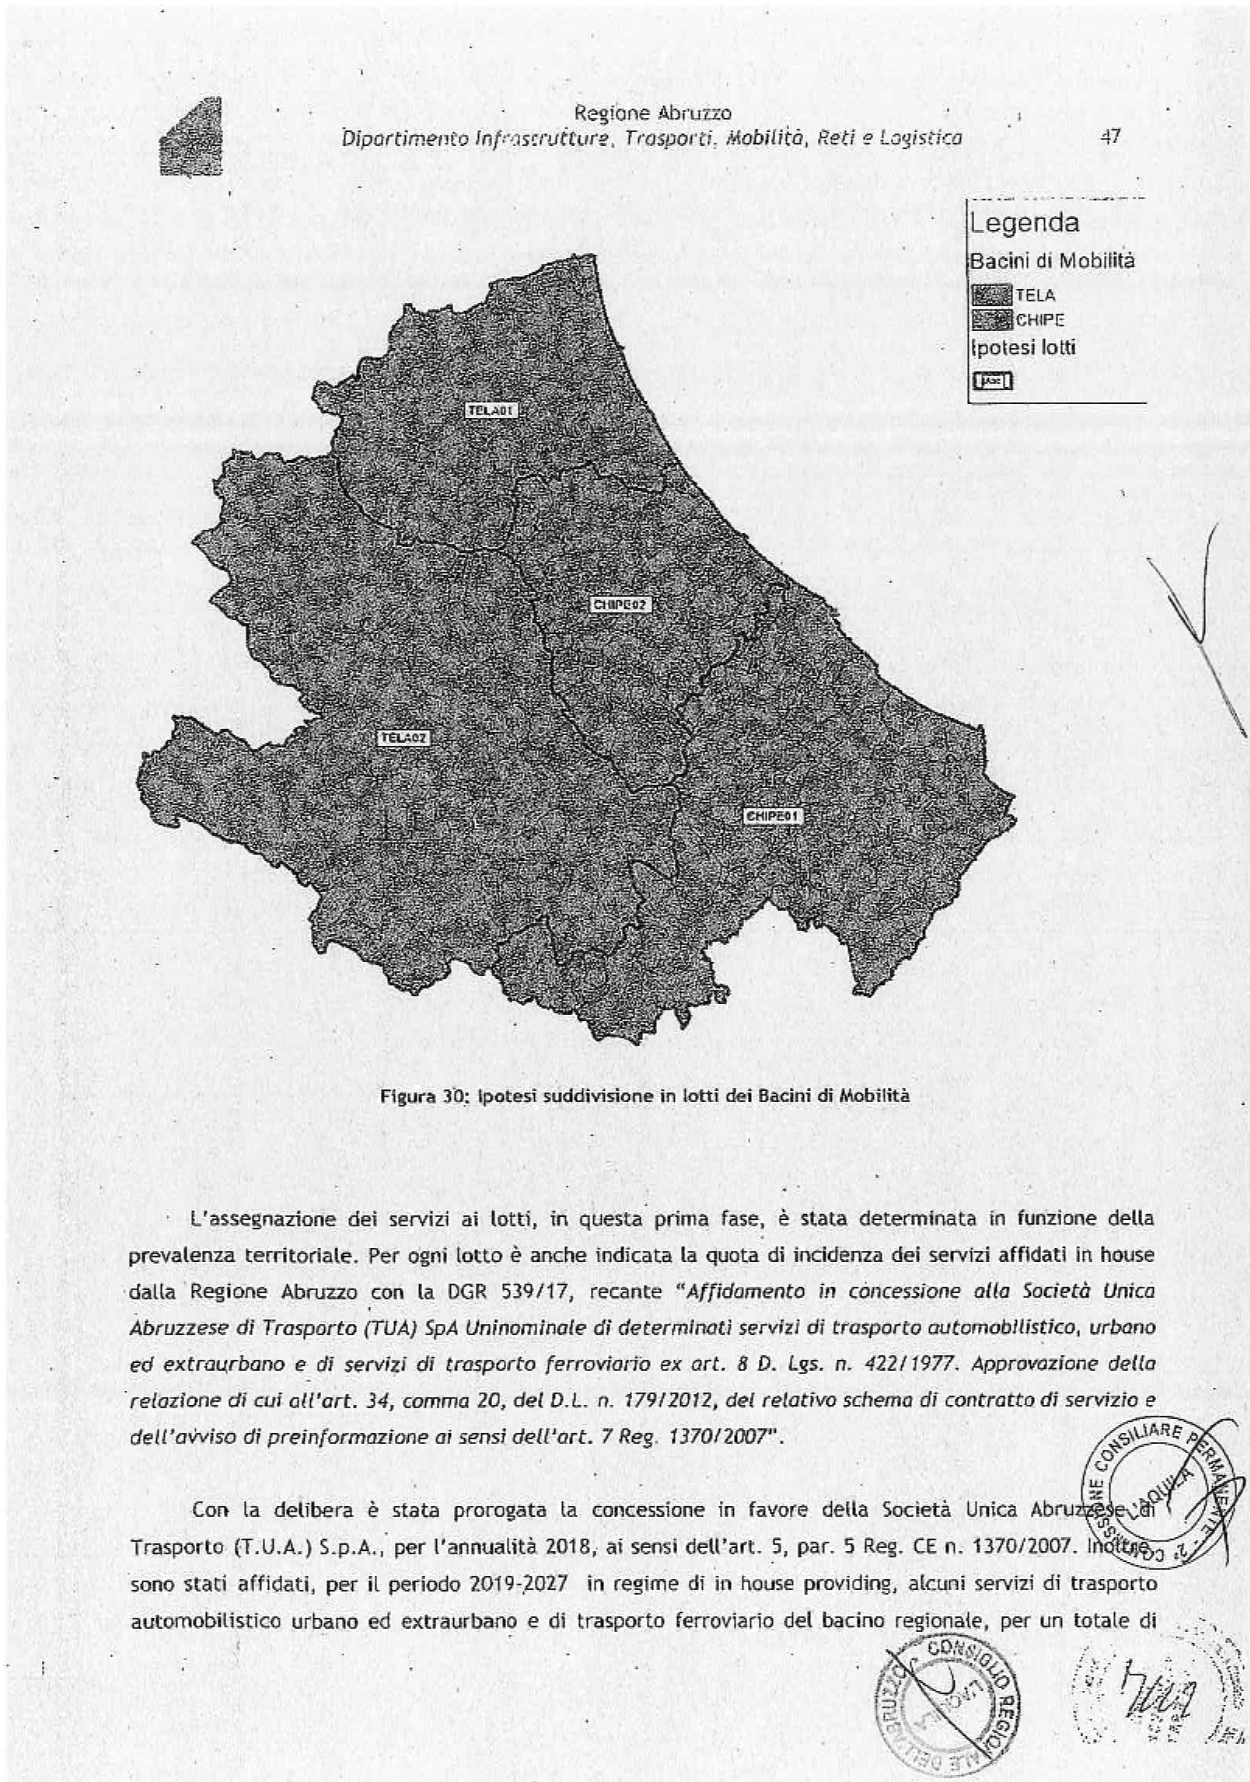 Regione Abruzzo
Dipartimento Infrastrutture, Trasporti, Mobilità, Reti e Logistica
47
Legenda
Bacini di Mobilità
TELA
CHIPE
Ipotesi lotti
TELA01
CHIPE02
TELA02
CHIPE01
Figura 30: Ipotesi suddivisione in lotti dei Bacini di Mobilità
L'assegnazione dei servizi ai lotti, in questa prima fase, è stata determinata in funzione della
prevalenza territoriale. Per ogni lotto è anche indicata la quota di incidenza dei servizi affidati in house
dalla Regione Abruzzo con la DGR 539/17, recante "Affidamento in concessione alla Società Unica
Abruzzese di Trasporto (TUA) SpA Uninominale di determinati servizi di trasporto automobilistico, urbano
ed extraurbano e di servizi di trasporto ferroviario ex art. 8 D. Lgs. n. 422/1977. Approvazione della
relazione di cui all'art. 34, comma 20, del D.L. n. 179/2012, del relativo schema di contratto di servizio e
dell'avviso di preinformazione ai sensi dell'art. 7 Reg. 1370/2007".
Con la delibera è stata prorogata la concessione in favore della Società Unica Abruzzese di
Trasporto (T.U.A.) S.p.A., per l'annualità 2018, ai sensi dell'art. 5, par. 5 Reg. CE n. 1370/2007. Inoltre
sono stati affidati, per il periodo 2019-2027 in regime di in house providing, alcuni servizi di trasporto
automobilistico urbano ed extraurbano e di trasporto ferroviario del bacino regionale, per un totale di
2ª COMMISSIONE CONSILIARE PERMANENTE
L'AQUILA
CONSIGLIO REGIONALE DELL'ABRUZZO
L'AQUILA